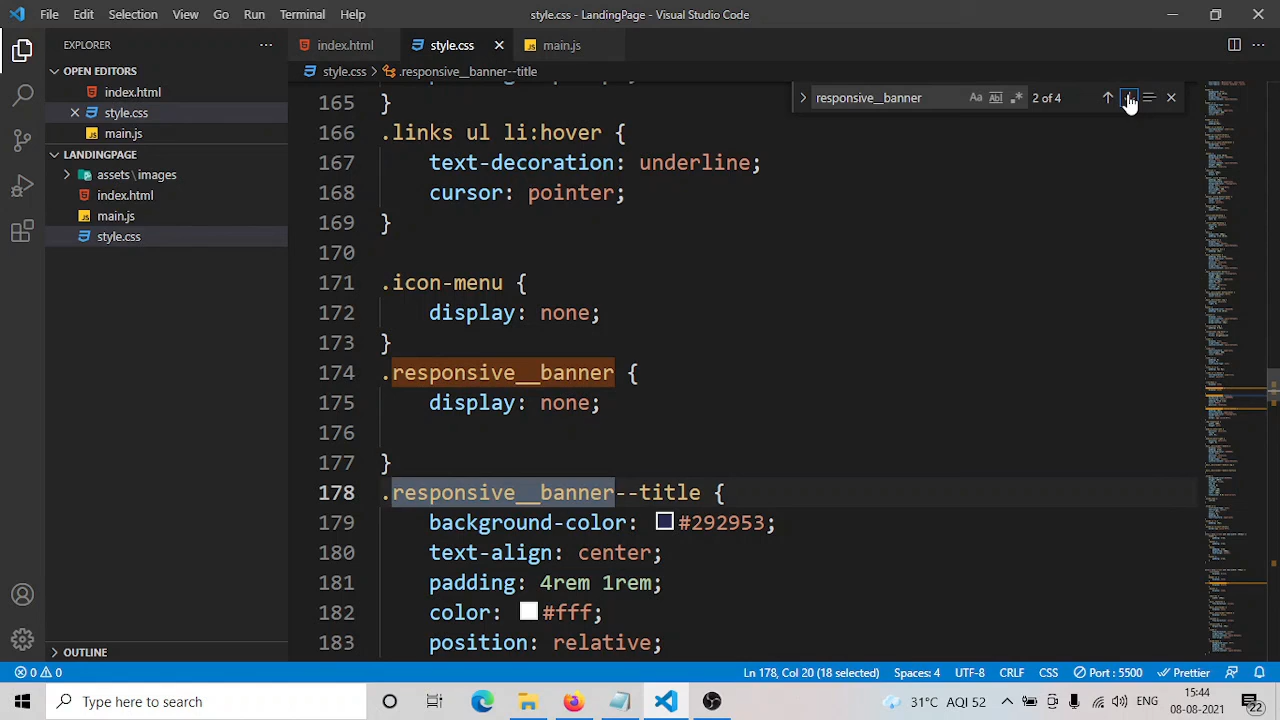 File Edit Selection View Go Run Terminal Help
style.css - LandingPage - Visual Studio Code
EXPLORER
index.html
style.css
main.js
OPEN EDITORS
index.html
style.css
main.js
LANDINGPAGE
assets \ images
index.html
main.js
style.css
OUTLINE
style.css > .responsive__banner--title
responsive__banner
Aa
ab
2 of 4
165 }
166 .links ul li:hover {
167 text-decoration: underline;
168 cursor: pointer;
169 }
170
171 .icon-menu
172 display: none;
173 }
174 .responsive__banner {
175 display: none;
176
177 }
178 .responsive__banner--title {
179 background-color: #292953
180 text-align: center;
181 padding 4rem 1rem;
182 color: #fff;
183 position relative;
0 0
Ln 178, Col 20 (18 selected)
Spaces: 4
UTF-8
CRLF
CSS
Port : 5500
Prettier
Type here to search
31°C AQI 52
15:44
08-08-2021
22